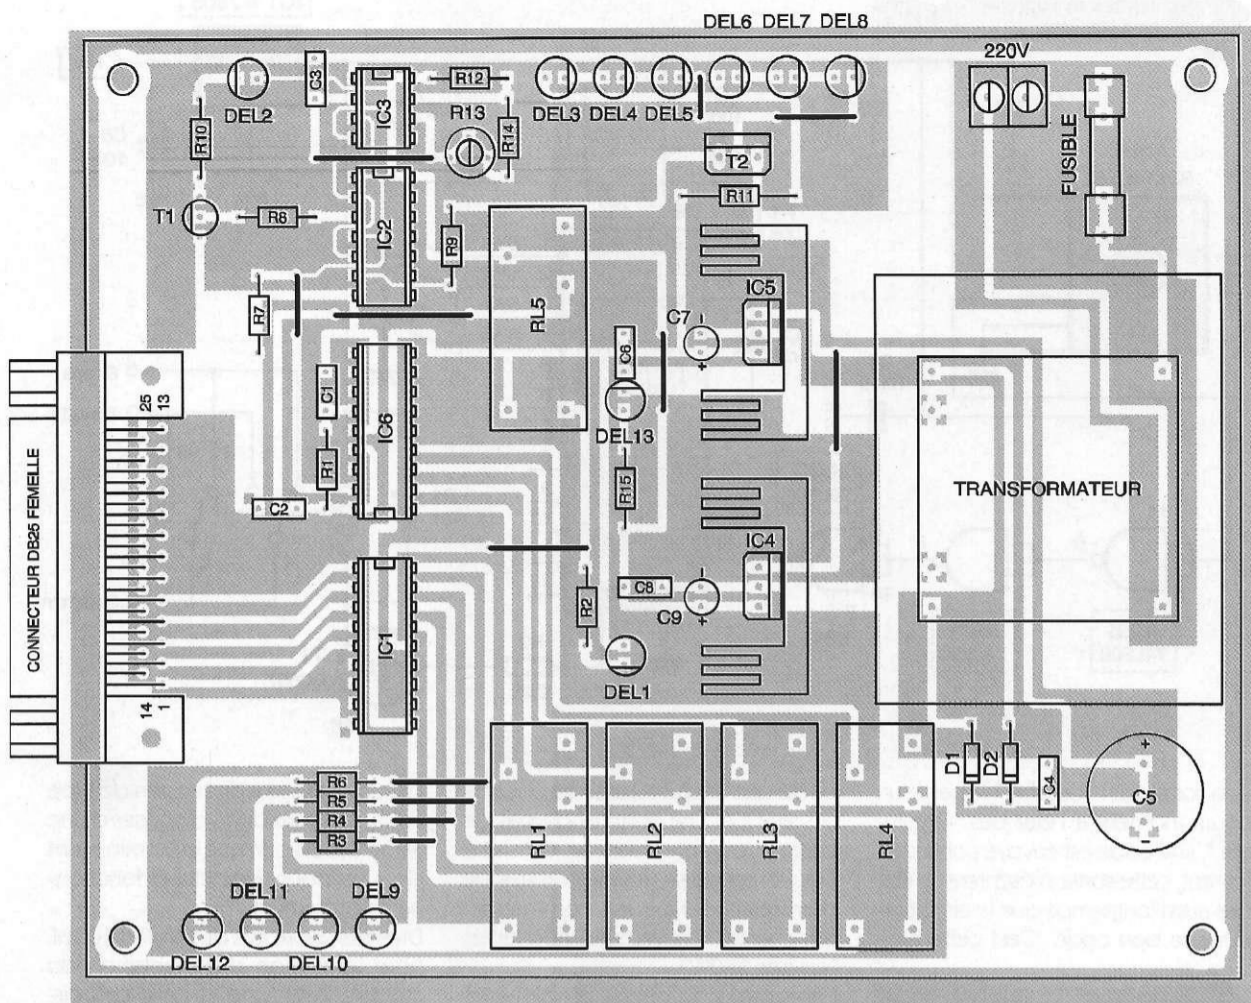 DEL6 DEL7 DEL8
220V
DEL2
C3
IC3
R12
R13
R14
DEL3 DEL4 DEL5
R10
T2
FUSIBLE
T1
R8
IC2
R9
R11
R7
RL5
IC5
C7
-
+
C6
CONNECTEUR DB25 FEMELLE
25
13
C1
IC6
DEL13
R1
R15
TRANSFORMATEUR
C2
IC4
-
R2
C8
C9
+
IC1
DEL1
14
1
D1
D2
C4
+
C5
-
R6
R5
R4
R3
RL1
RL2
RL3
RL4
DEL11
DEL9
DEL12
DEL10